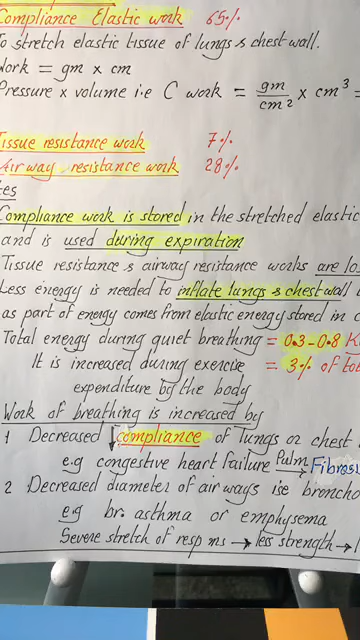 Compliance Elastic work 65%
To stretch elastic tissue of lungs & chest wall.
Work = gm x cm
Pressure x volume i.e C work = gm/cm² x cm³ =
Tissue resistance work 7%
Airway resistance work 28%
Compliance work is stored in the stretched elastic
and is used during expiration
Tissue resistance & airway resistance works are
Less energy is needed to inflate lungs & chest wall
as part of energy comes from elastic energy stored in
Total energy during quiet breathing = 0.3-0.8
It is increased during exercise = 3% of
expenditure by the body
Work of breathing is increased by
1 Decreased ↓compliance of lungs or chest
e.g congestive heart failure Pulm →
2 Decreased diameter of airways ise
e.g br. asthma or emphysema
Severe stretch of resp ms → less strength →